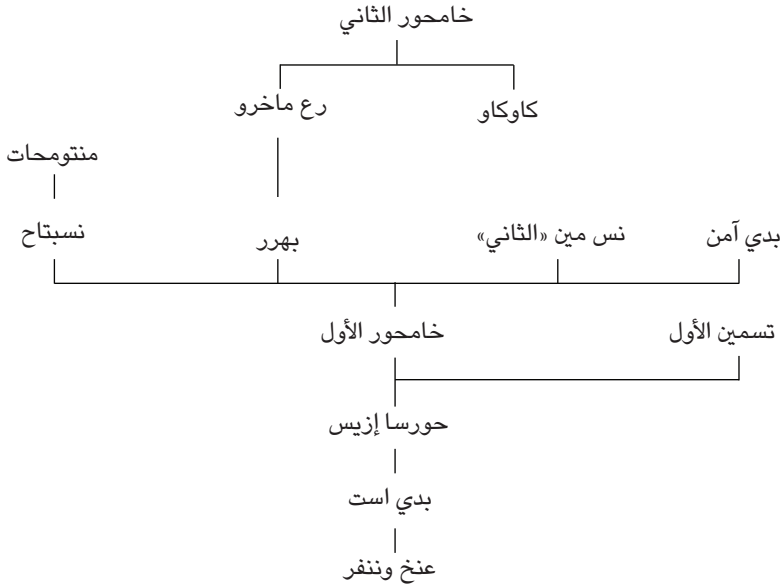 خامحور الثاني
رع ماخرو كاوكاو
منتومحات
بدي آمن نس مين «الثاني» بهرر نسبتاح
تسمين الأول خامحور الأول
حورسا إزيس
بدي است
عنخ وننفر